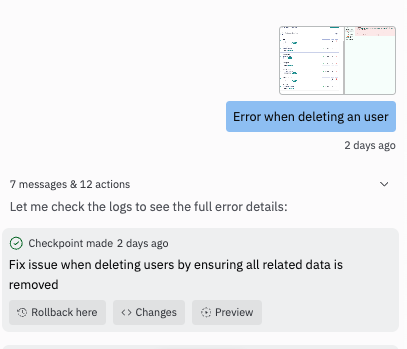 Error when deleting an user
2 days ago
7 messages & 12 actions
Let me check the logs to see the full error details:
Checkpoint made 2 days ago
Fix issue when deleting users by ensuring all related data is
removed
Rollback here
Changes
Preview